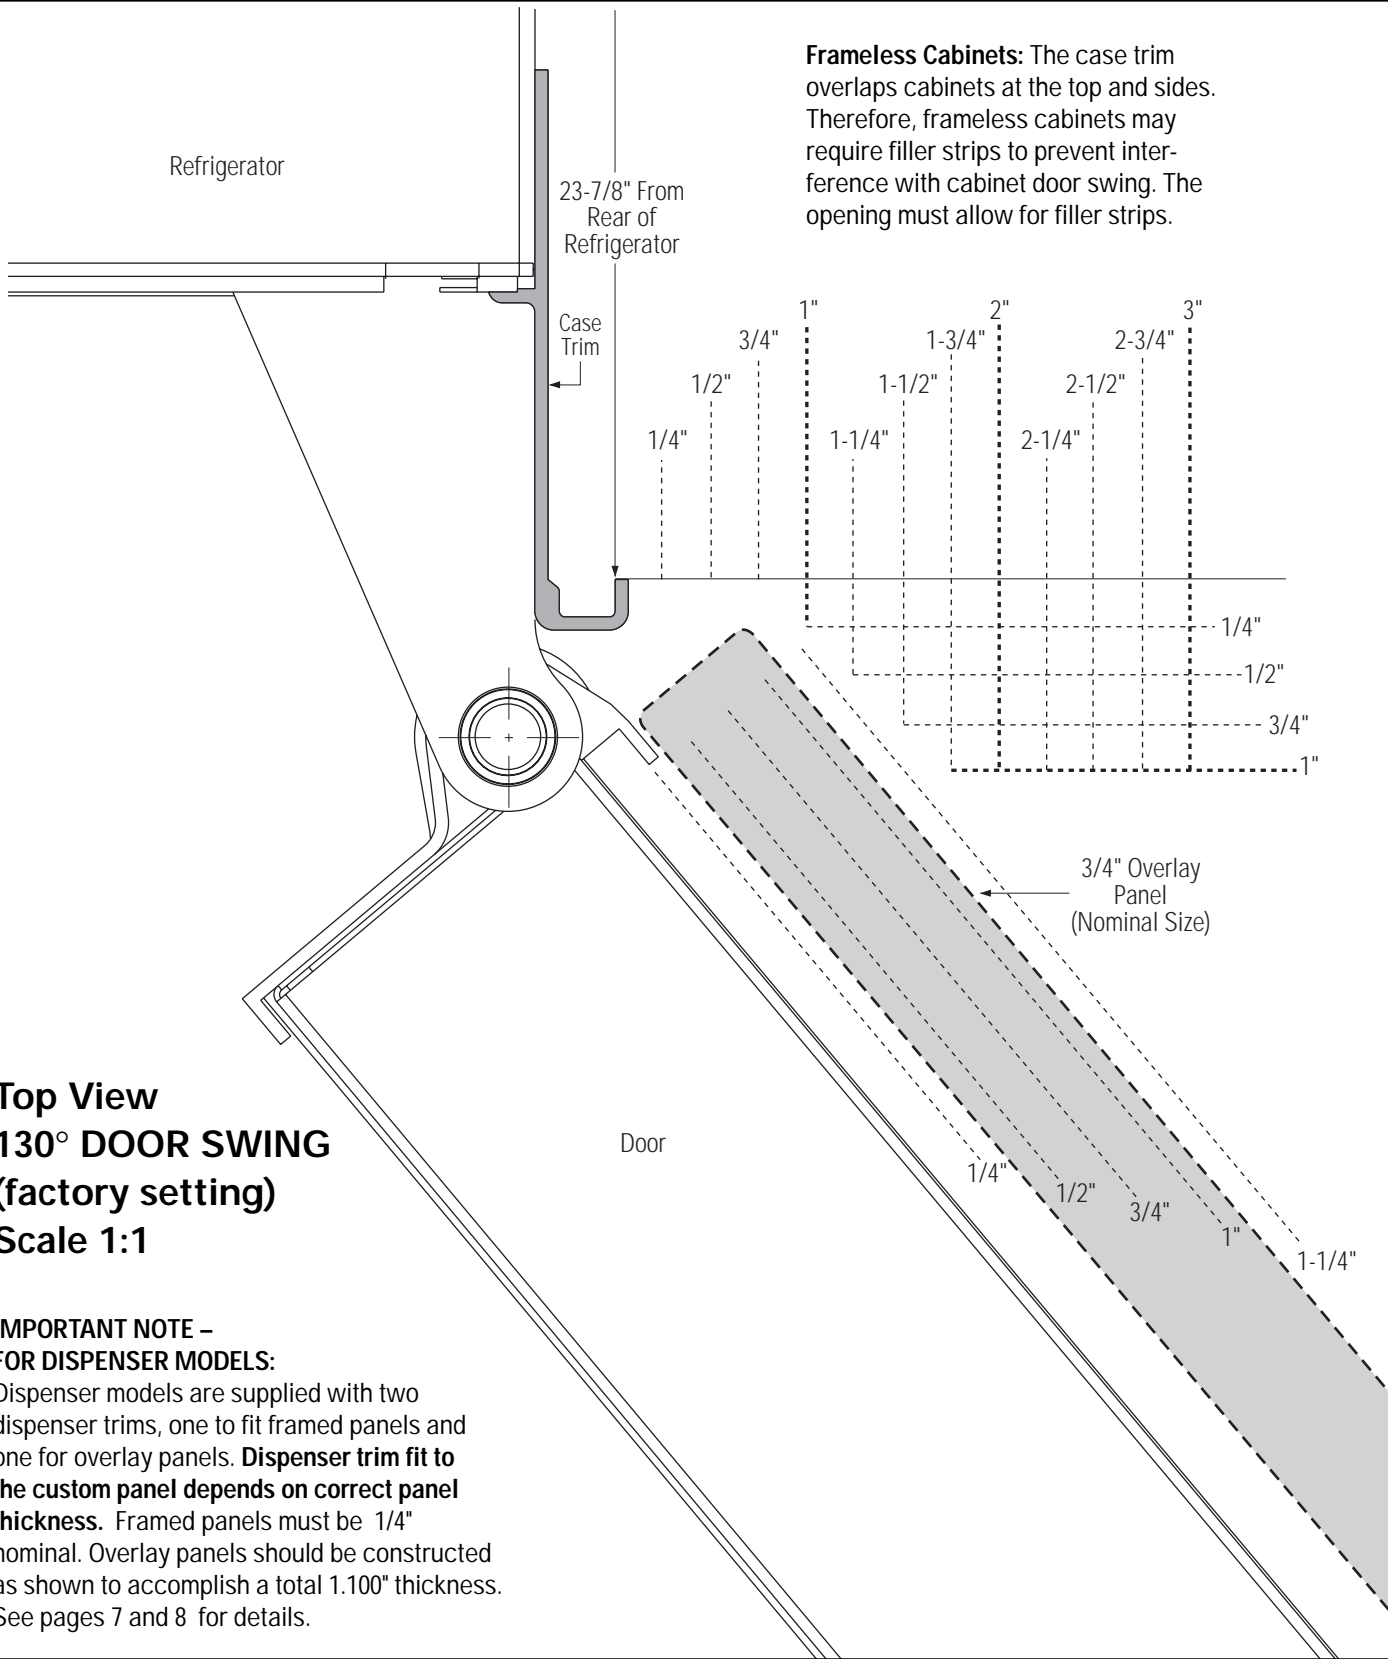 Frameless Cabinets: The case trim
overlaps cabinets at the top and sides.
Therefore, frameless cabinets may
require filler strips to prevent inter-
ference with cabinet door swing. The
opening must allow for filler strips.
Refrigerator
23-7/8" From
Rear of
Refrigerator
Case
Trim
1" 2" 3"
3/4" 1-3/4" 2-3/4"
1/2" 1-1/2" 2-1/2"
1/4" 1-1/4" 2-1/4"
1/4"
1/2"
3/4"
1"
3/4" Overlay
Panel
(Nominal Size)
Door
1/4"
1/2"
3/4"
1"
1-1/4"
Top View
130° DOOR SWING
(factory setting)
Scale 1:1
IMPORTANT NOTE –
FOR DISPENSER MODELS:
Dispenser models are supplied with two
dispenser trims, one to fit framed panels and
one for overlay panels. Dispenser trim fit to
the custom panel depends on correct panel
thickness. Framed panels must be 1/4"
nominal. Overlay panels should be constructed
as shown to accomplish a total 1.100" thickness.
See pages 7 and 8 for details.